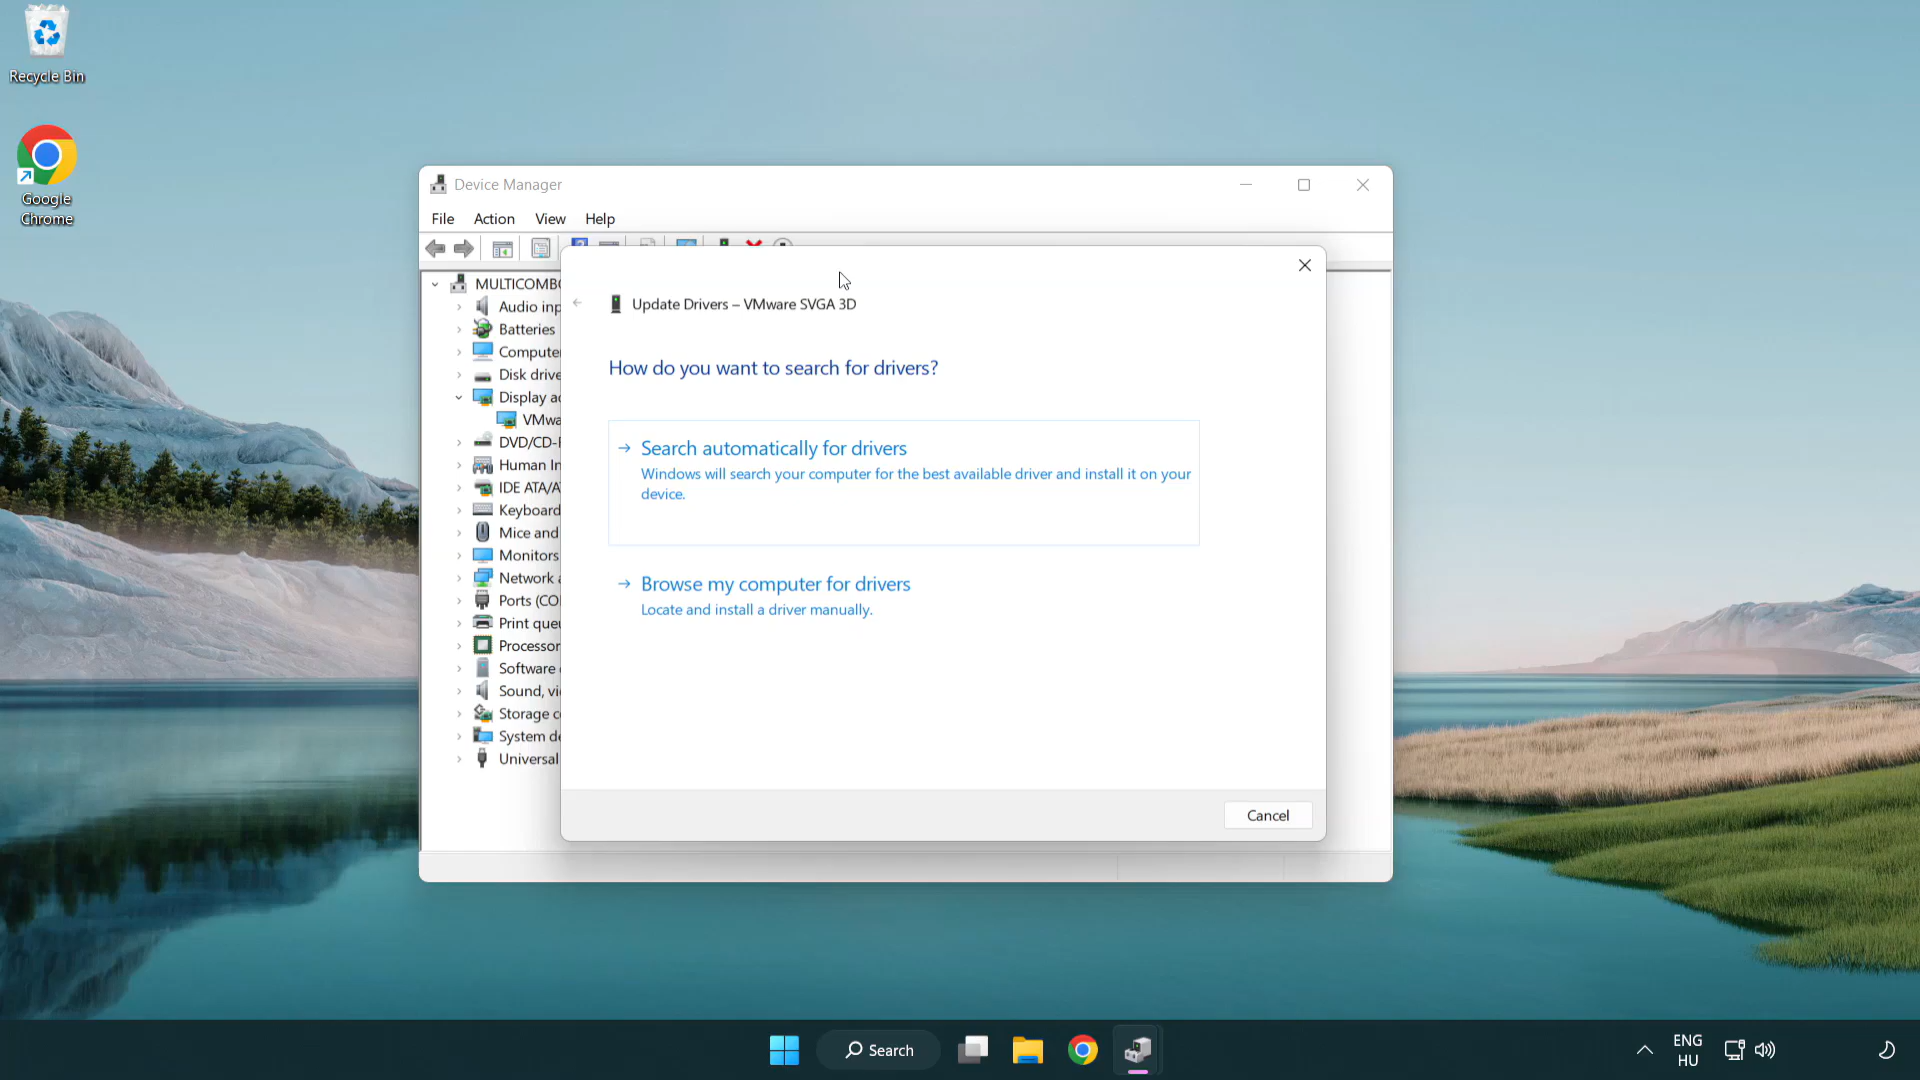 Recycle Bin
Google
Chrome
Device Manager
File Action View Help
MULTICOMBO
Audio inp
Batteries
Compute
Disk drive
Display ad
VMwa
DVD/CD-R
Human In
IDE ATA/A
Keyboard
Mice and
Monitors
Network a
Ports (CO
Print queu
Processor
Software
Sound, vi
Storage c
System de
Universal
Update Drivers – VMware SVGA 3D
How do you want to search for drivers?
Search automatically for drivers
Windows will search your computer for the best available driver and install it on your
device.
Browse my computer for drivers
Locate and install a driver manually.
Cancel
Search
ENG
HU